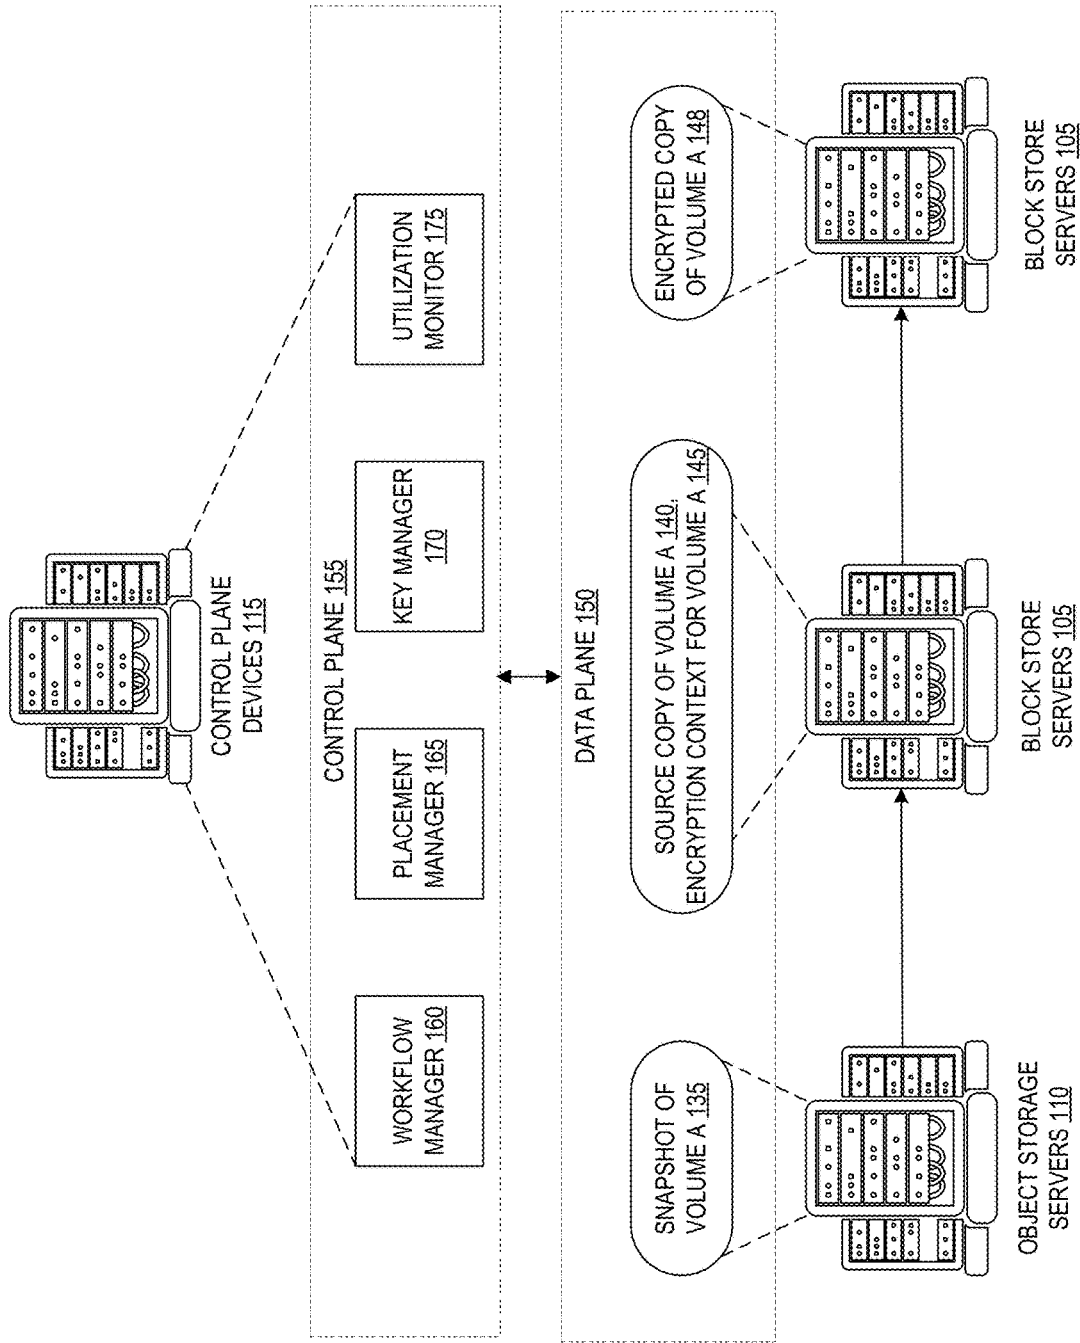 CONTROL PLANE
DEVICES 115
CONTROL PLANE 155
WORKFLOW
MANAGER 160
PLACEMENT
MANAGER 165
KEY MANAGER
170
UTILIZATION
MONITOR 175
DATA PLANE 150
SNAPSHOT OF
VOLUME A 135
SOURCE COPY OF VOLUME A 140,
ENCRYPTION CONTEXT FOR VOLUME A 145
ENCRYPTED COPY
OF VOLUME A 148
OBJECT STORAGE
SERVERS 110
BLOCK STORE
SERVERS 105
BLOCK STORE
SERVERS 105